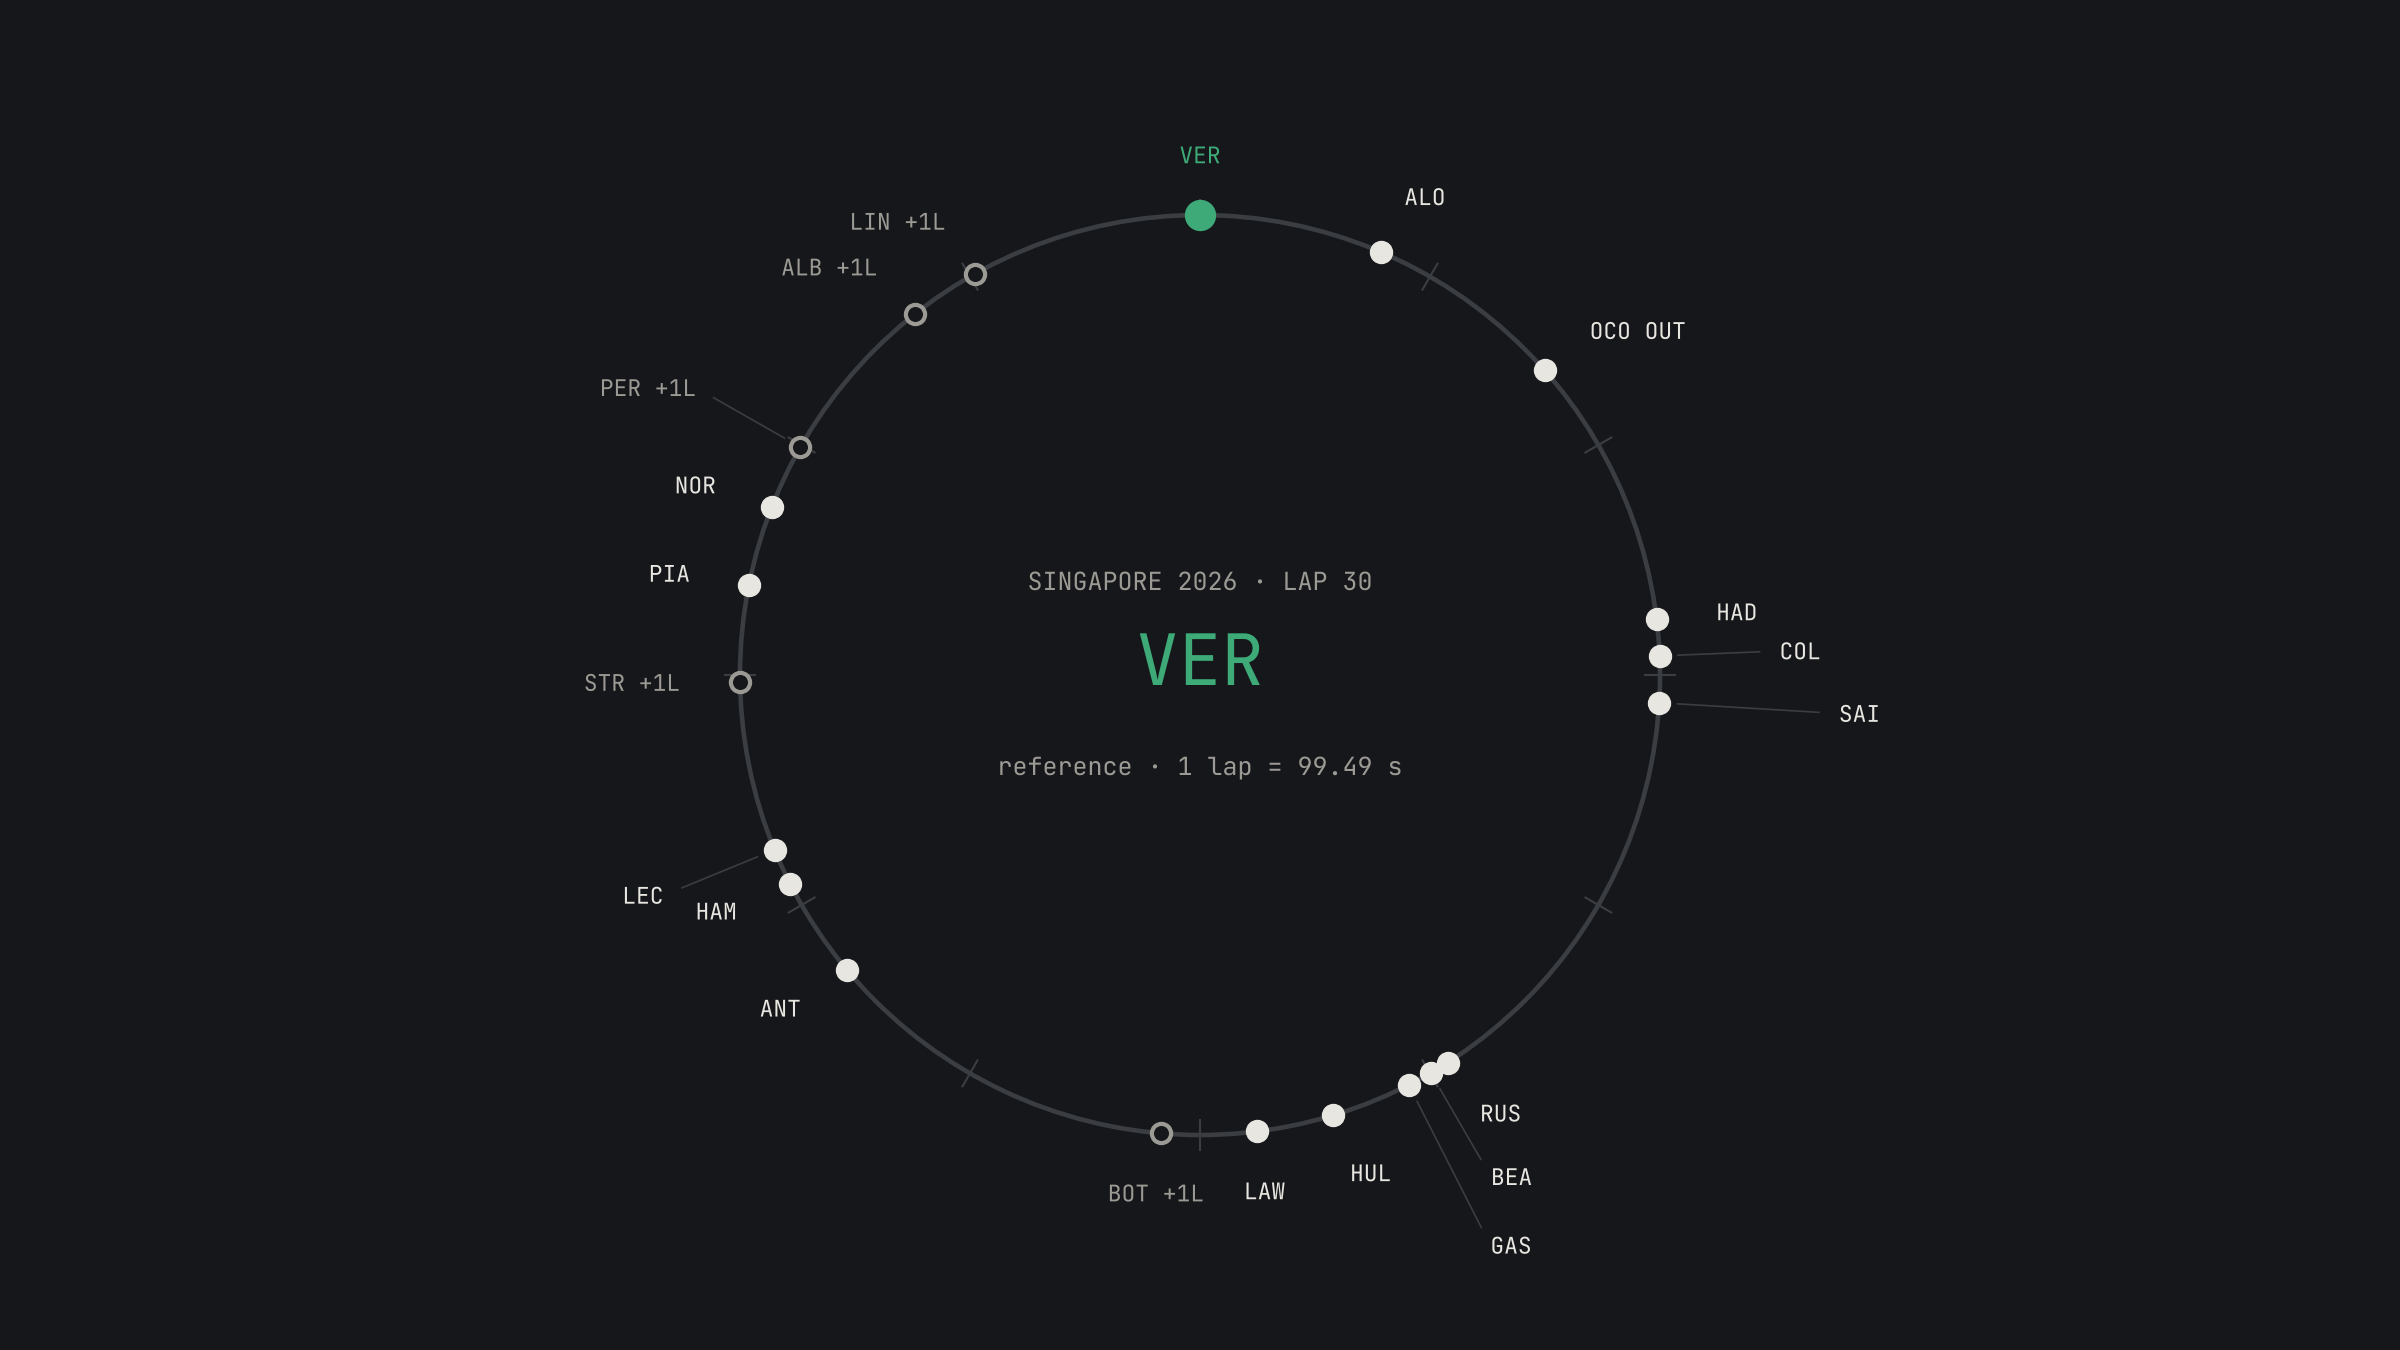 VER
ALO
LIN +1L
ALB +1L
OCO OUT
PER +1L
NOR
PIA
SINGAPORE 2026 · LAP 30
HAD
VER
COL
STR +1L
SAI
reference · 1 lap = 99.49 s
LEC
HAM
ANT
RUS
HUL
BEA
BOT +1L
LAW
GAS